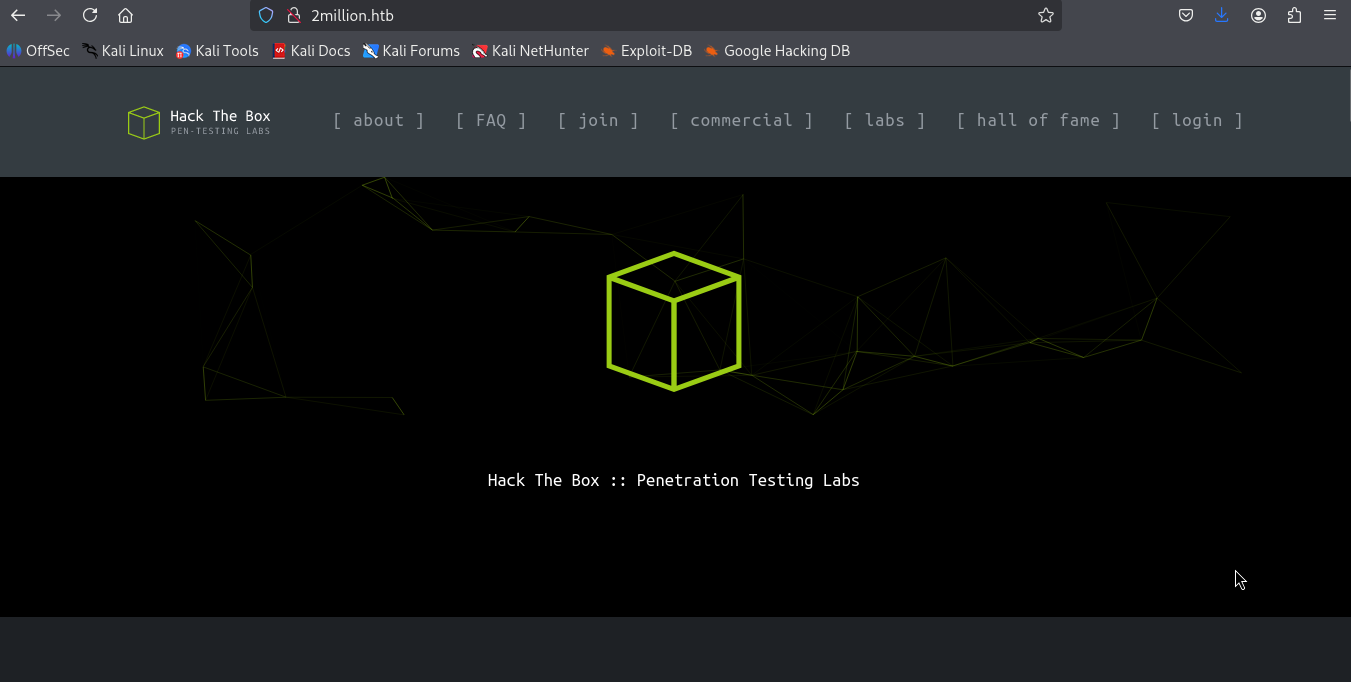 2million.htb
OffSec Kali Linux Kali Tools Kali Docs Kali Forums Kali NetHunter Exploit-DB Google Hacking DB
Hack The Box
PEN-TESTING LABS
[ about ] [ FAQ ] [ join ] [ commercial ] [ labs ] [ hall of fame ] [ login ]
Hack The Box :: Penetration Testing Labs